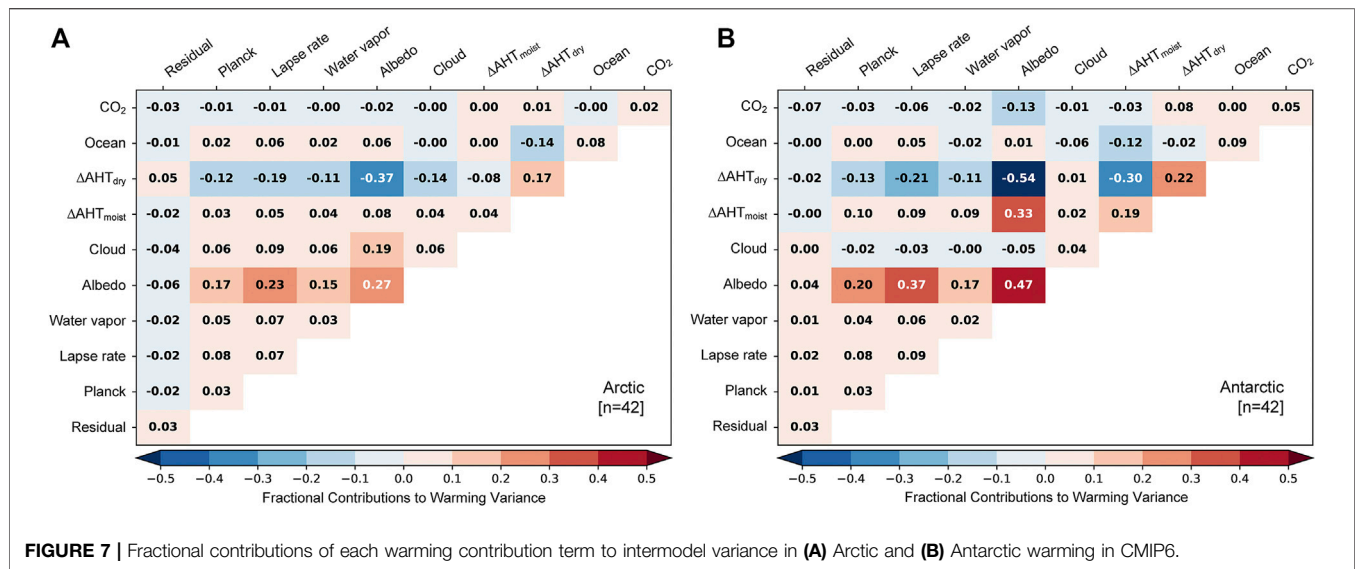 A
Residual Planck Lapse rate Water vapor Albedo Cloud ΔAHTmoist ΔAHTdry Ocean CO₂
CO₂ -0.03 -0.01 -0.01 -0.00 -0.02 -0.00 0.00 0.01 -0.00 0.02
Ocean -0.01 0.02 0.06 0.02 0.06 -0.00 0.00 -0.14 0.08
ΔAHTdry 0.05 -0.12 -0.19 -0.11 -0.37 -0.14 -0.08 0.17
ΔAHTmoist -0.02 0.03 0.05 0.04 0.08 0.04 0.04
Cloud -0.04 0.06 0.09 0.06 0.19 0.06
Albedo -0.06 0.17 0.23 0.15 0.27
Water vapor -0.02 0.05 0.07 0.03
Lapse rate -0.02 0.08 0.07
Planck -0.02 0.03
Residual 0.03
Arctic
[n=42]
−0.5 −0.4 −0.3 −0.2 −0.1 0.0 0.1 0.2 0.3 0.4 0.5
Fractional Contributions to Warming Variance
B
Residual Planck Lapse rate Water vapor Albedo Cloud ΔAHTmoist ΔAHTdry Ocean CO₂
CO₂ -0.07 -0.03 -0.06 -0.02 -0.13 -0.01 -0.03 0.08 0.00 0.05
Ocean -0.00 0.00 0.05 -0.02 0.01 -0.06 -0.12 -0.02 0.09
ΔAHTdry -0.02 -0.13 -0.21 -0.11 -0.54 0.01 -0.30 0.22
ΔAHTmoist -0.00 0.10 0.09 0.09 0.33 0.02 0.19
Cloud 0.00 -0.02 -0.03 -0.00 -0.05 0.04
Albedo 0.04 0.20 0.37 0.17 0.47
Water vapor 0.01 0.04 0.06 0.02
Lapse rate 0.02 0.08 0.09
Planck 0.01 0.03
Residual 0.03
Antarctic
[n=42]
−0.5 −0.4 −0.3 −0.2 −0.1 0.0 0.1 0.2 0.3 0.4 0.5
Fractional Contributions to Warming Variance
FIGURE 7 | Fractional contributions of each warming contribution term to intermodel variance in (A) Arctic and (B) Antarctic warming in CMIP6.